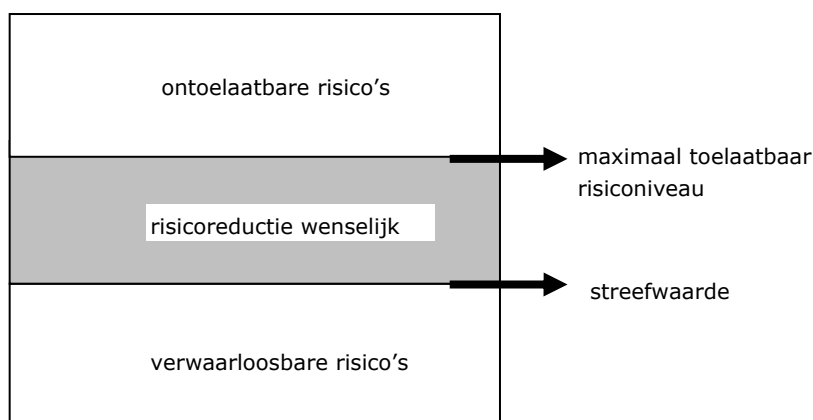 ontoelaatbare risico's
maximaal toelaatbaar
risiconiveau
risicoreductie wenselijk
streefwaarde
verwaarloosbare risico's